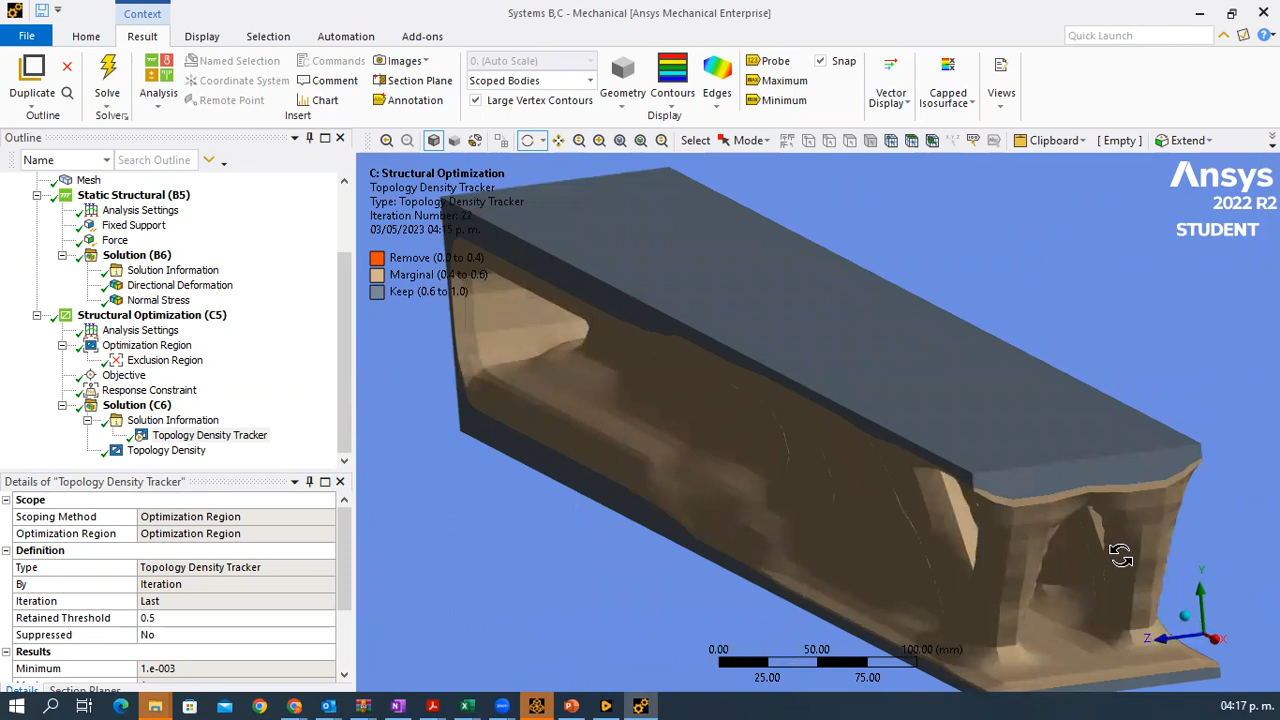 Systems B,C - Mechanical [Ansys Mechanical Enterprise]
Context
File Home Result Display Selection Automation Add-ons
Quick Launch
Duplicate
Outline
Solve
Solver
Analysis
Named Selection
Coordinate System
Remote Point
Commands
Comment
Chart
Images
Section Plane
Annotation
Insert
0. (Auto Scale)
Scoped Bodies
Large Vertex Contours
Geometry
Contours
Edges
Display
Probe
Maximum
Minimum
Snap
Vector Display
Capped Isosurface
Views
Outline
Name
Search Outline
Select
Mode
Clipboard
[ Empty ]
Extend
Mesh
Static Structural (B5)
Analysis Settings
Fixed Support
Force
Solution (B6)
Solution Information
Directional Deformation
Normal Stress
Structural Optimization (C5)
Analysis Settings
Optimization Region
Exclusion Region
Objective
Response Constraint
Solution (C6)
Solution Information
Topology Density Tracker
Topology Density
C: Structural Optimization
Topology Density Tracker
Type: Topology Density Tracker
Iteration Number: 22
03/05/2023 04:15 p. m.
Remove (0.0 to 0.4)
Marginal (0.4 to 0.6)
Keep (0.6 to 1.0)
Ansys
2022 R2
STUDENT
Details of "Topology Density Tracker"
Scope
Scoping Method Optimization Region
Optimization Region Optimization Region
Definition
Type Topology Density Tracker
By Iteration
Iteration Last
Retained Threshold 0.5
Suppressed No
Results
Minimum 1.e-003
Details Section Planes
0.00 50.00 100.00 (mm)
25.00 75.00
Y
Z X
04:17 p. m.